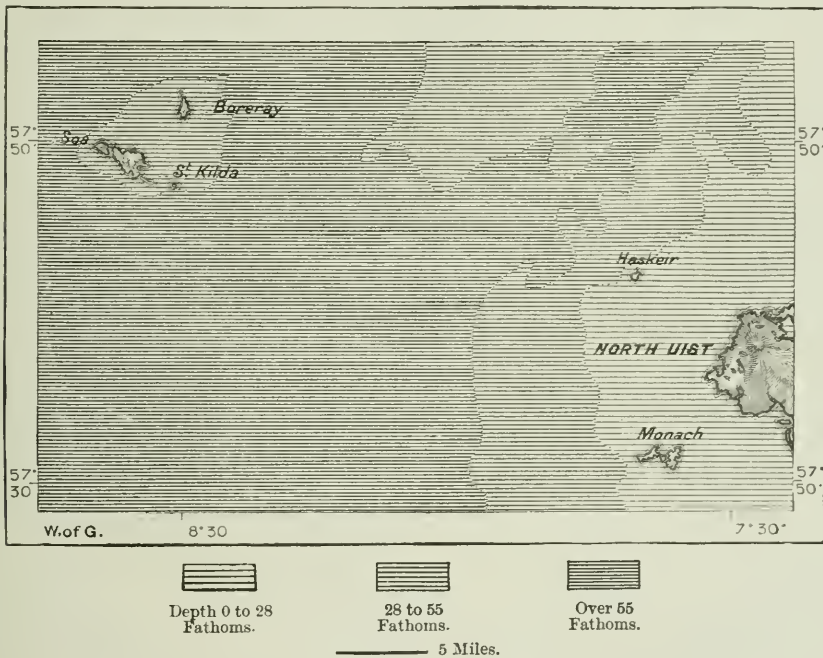 Boreray
57°
50'
57°
50'
Soa
St. Kilda
Haskeir
NORTH UIST
Monach
57°
30
57°
50'
W. of G.
8°30
7°30'
Depth 0 to 28
Fathoms.
28 to 55
Fathoms.
Over 55
Fathoms.
5 Miles.